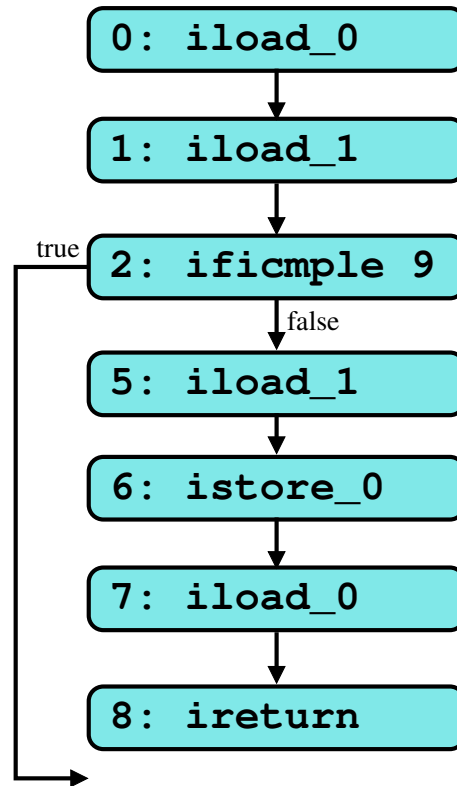 0: iload_0
1: iload_1
true
2: ificmple 9
false
5: iload_1
6: istore_0
7: iload_0
8: ireturn